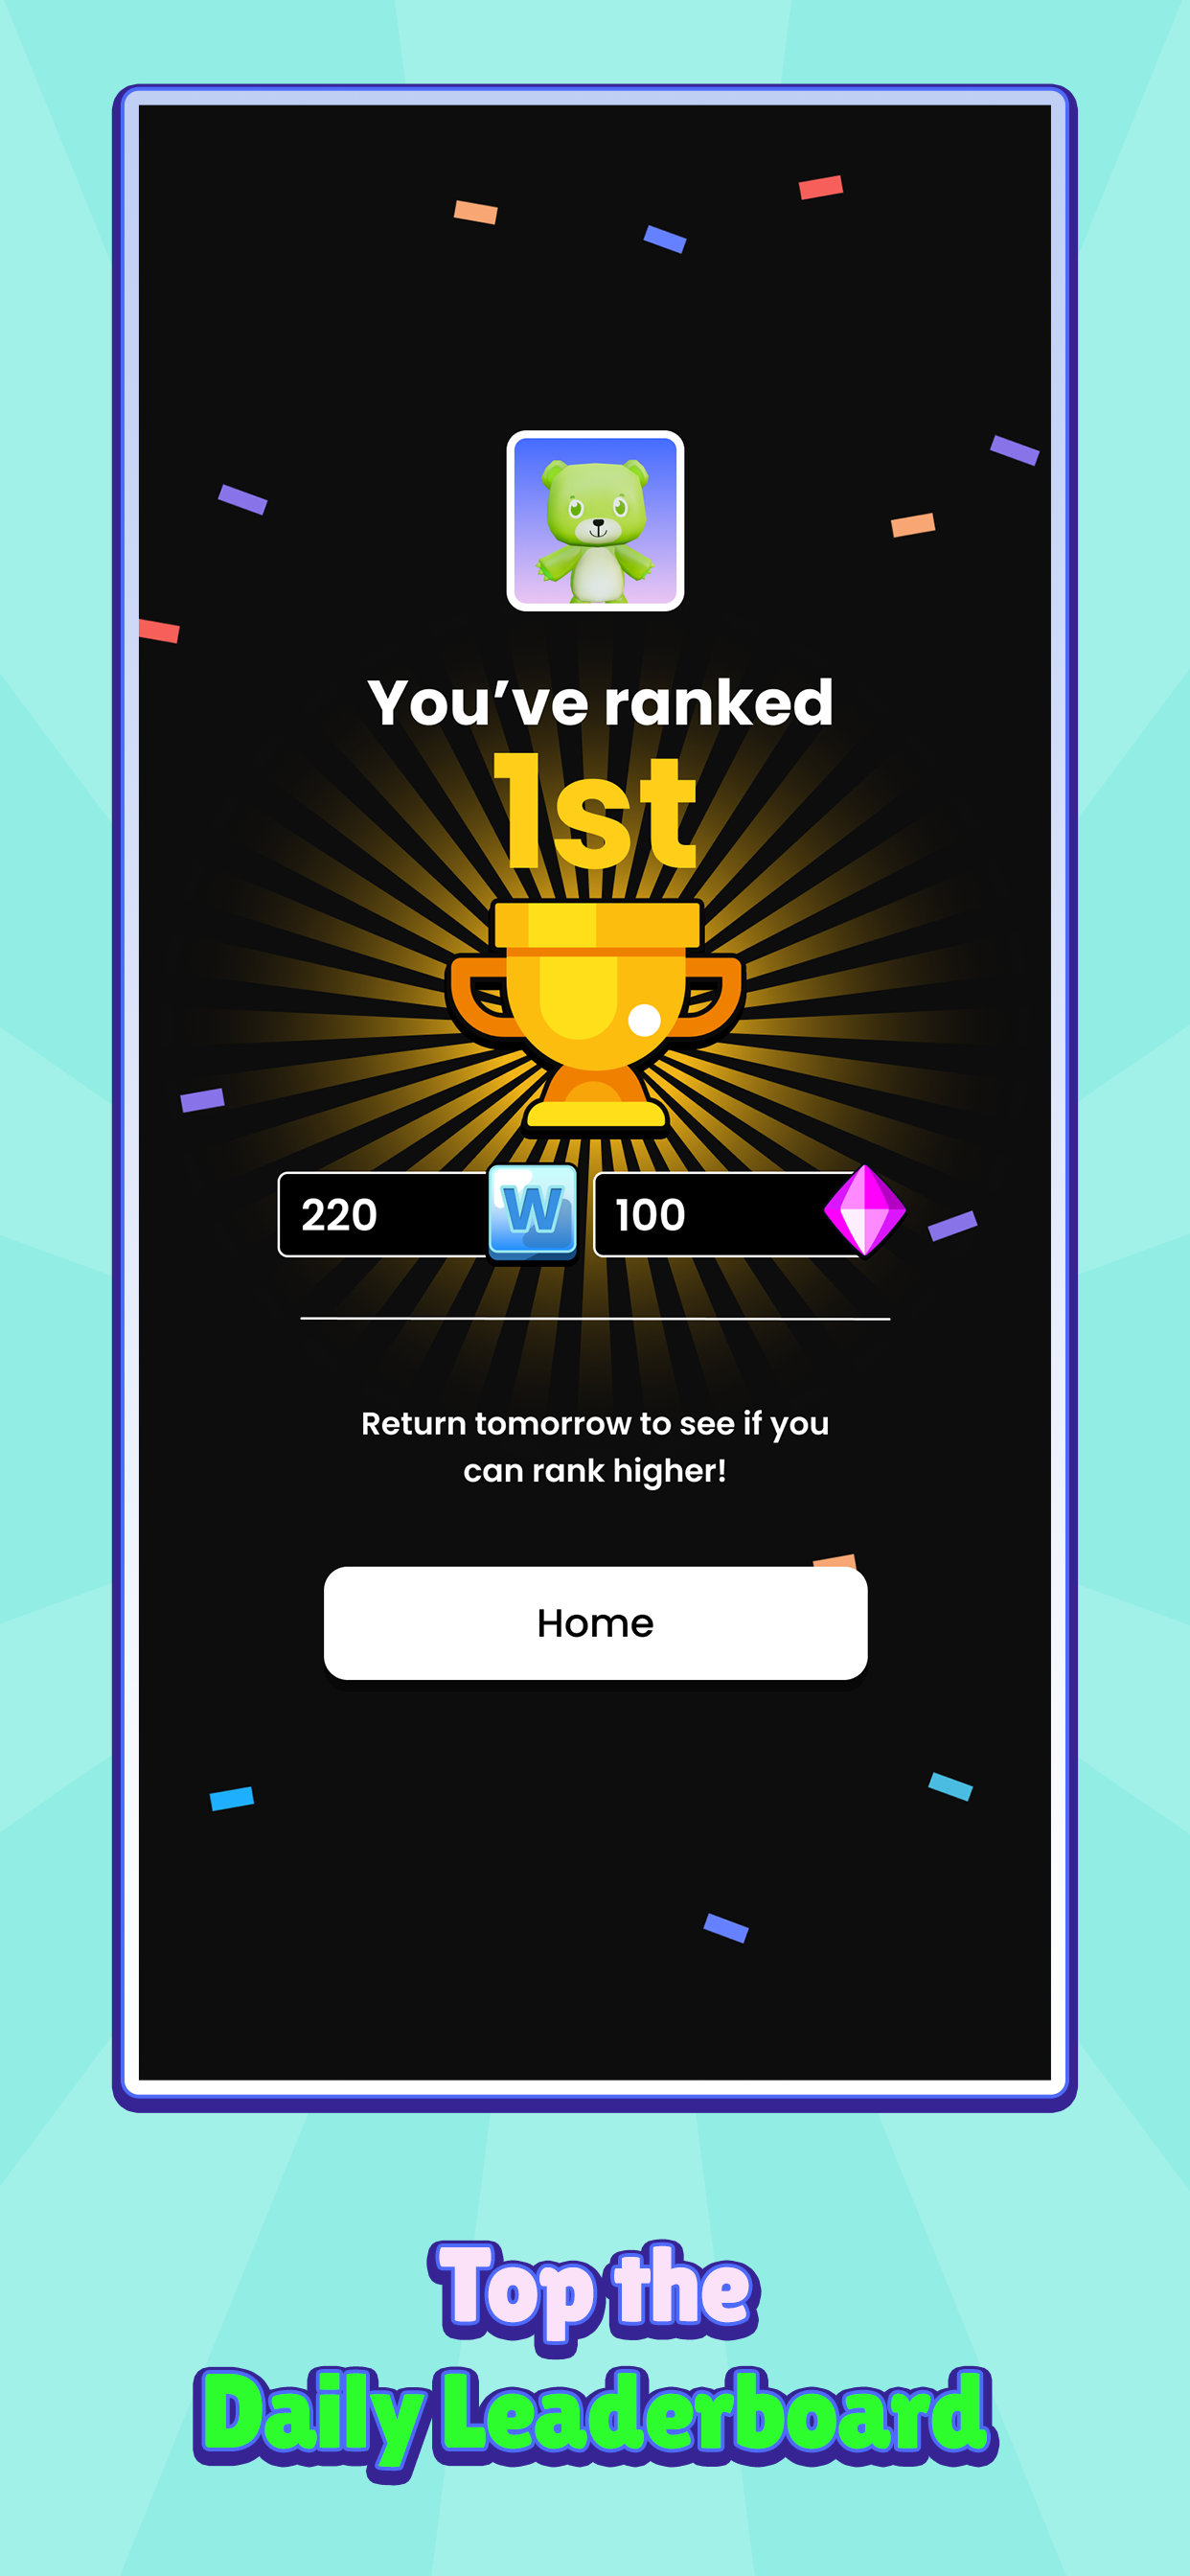 You’ve ranked
1st
220 W 100
Return tomorrow to see if you
can rank higher!
Home
Top the
Daily Leaderboard